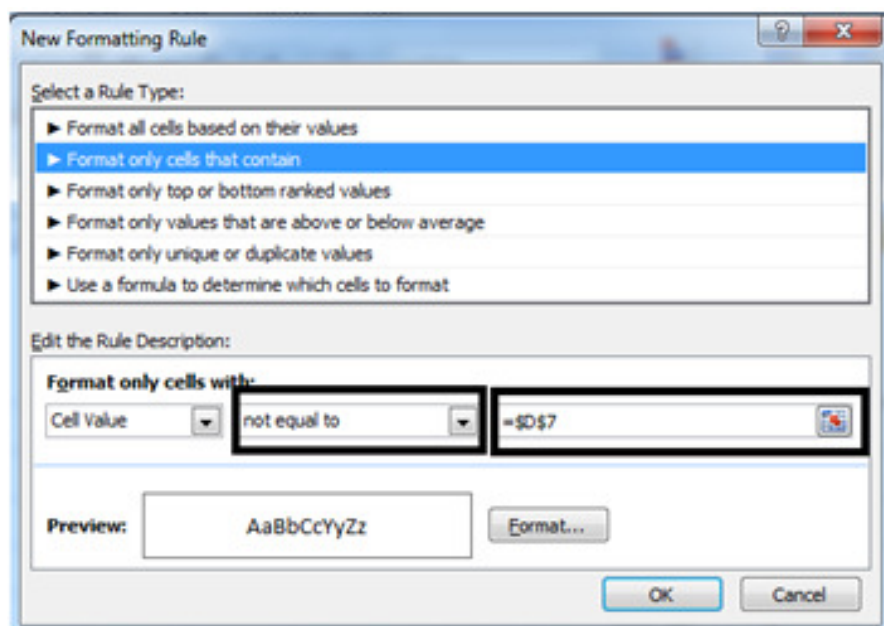 New Formatting Rule
Select a Rule Type:
► Format all cells based on their values
► Format only cells that contain
► Format only top or bottom ranked values
► Format only values that are above or below average
► Format only unique or duplicate values
► Use a formula to determine which cells to format
Edit the Rule Description:
Format only cells with:
Cell Value not equal to =$D$7
Preview: AaBbCcYyZz Format...
OK Cancel